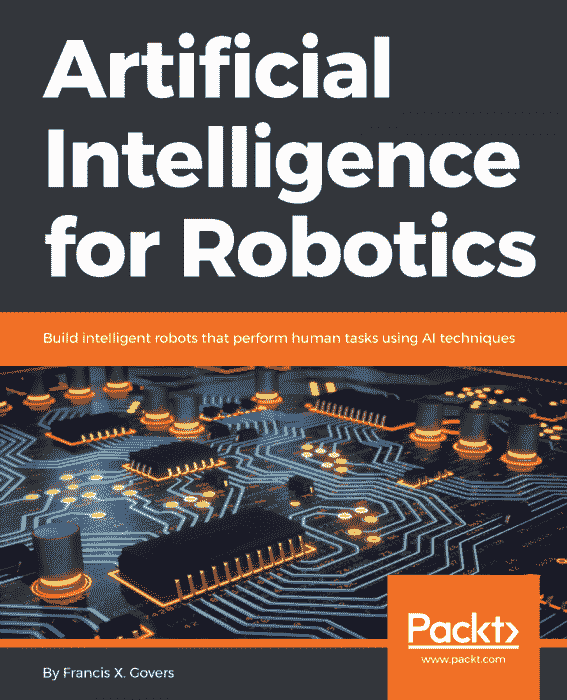 Artificial
Intelligence
for Robotics
Build intelligent robots that perform human tasks using AI techniques
Packt>
www.packt.com
By Francis X. Govers